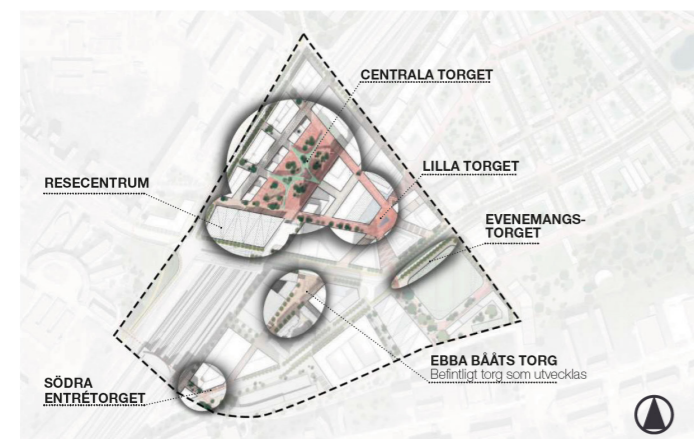 CENTRALA TORGET
LILLA TORGET
RESECENTRUM
EVENEMANGS-
TORGET
EBBA BÅÅTS TORG
Befintligt torg som utvecklas
SÖDRA
ENTRÉTORGET